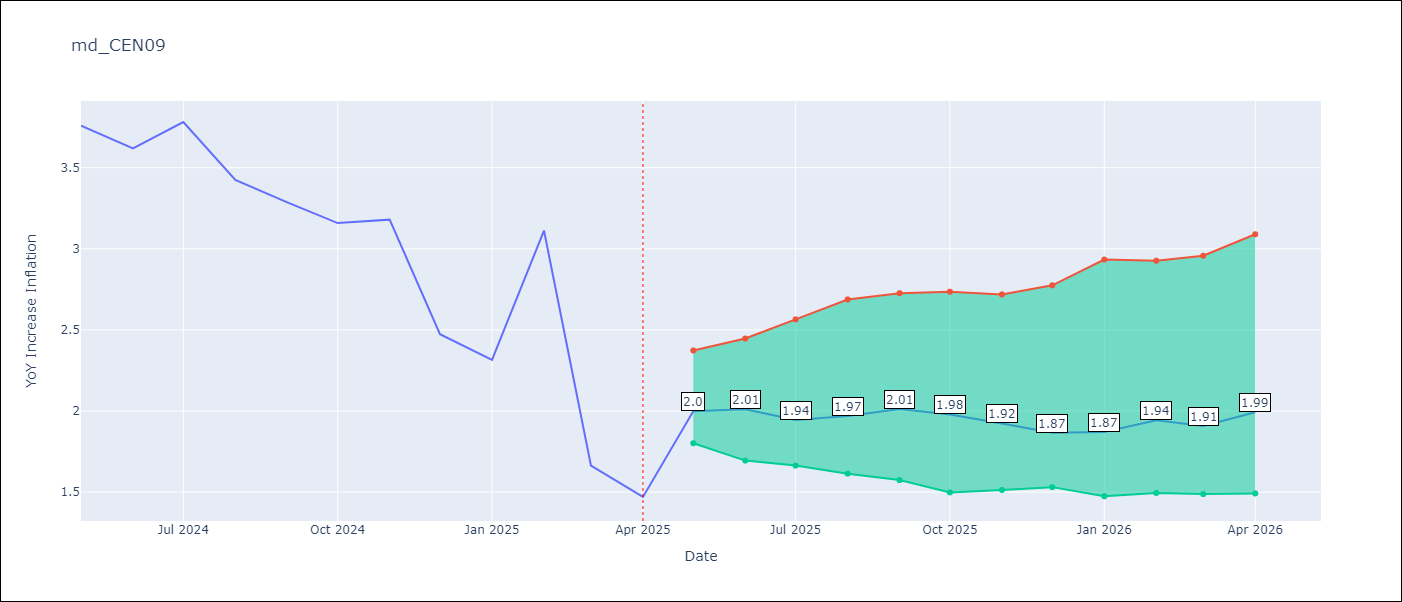 md_CEN09
YoY Increase Inflation
3.5
3
2.5
2
1.5
2.0
2.01
1.94
1.97
2.01
1.98
1.92
1.87
1.87
1.94
1.91
1.99
Jul 2024
Oct 2024
Jan 2025
Apr 2025
Jul 2025
Oct 2025
Jan 2026
Apr 2026
Date